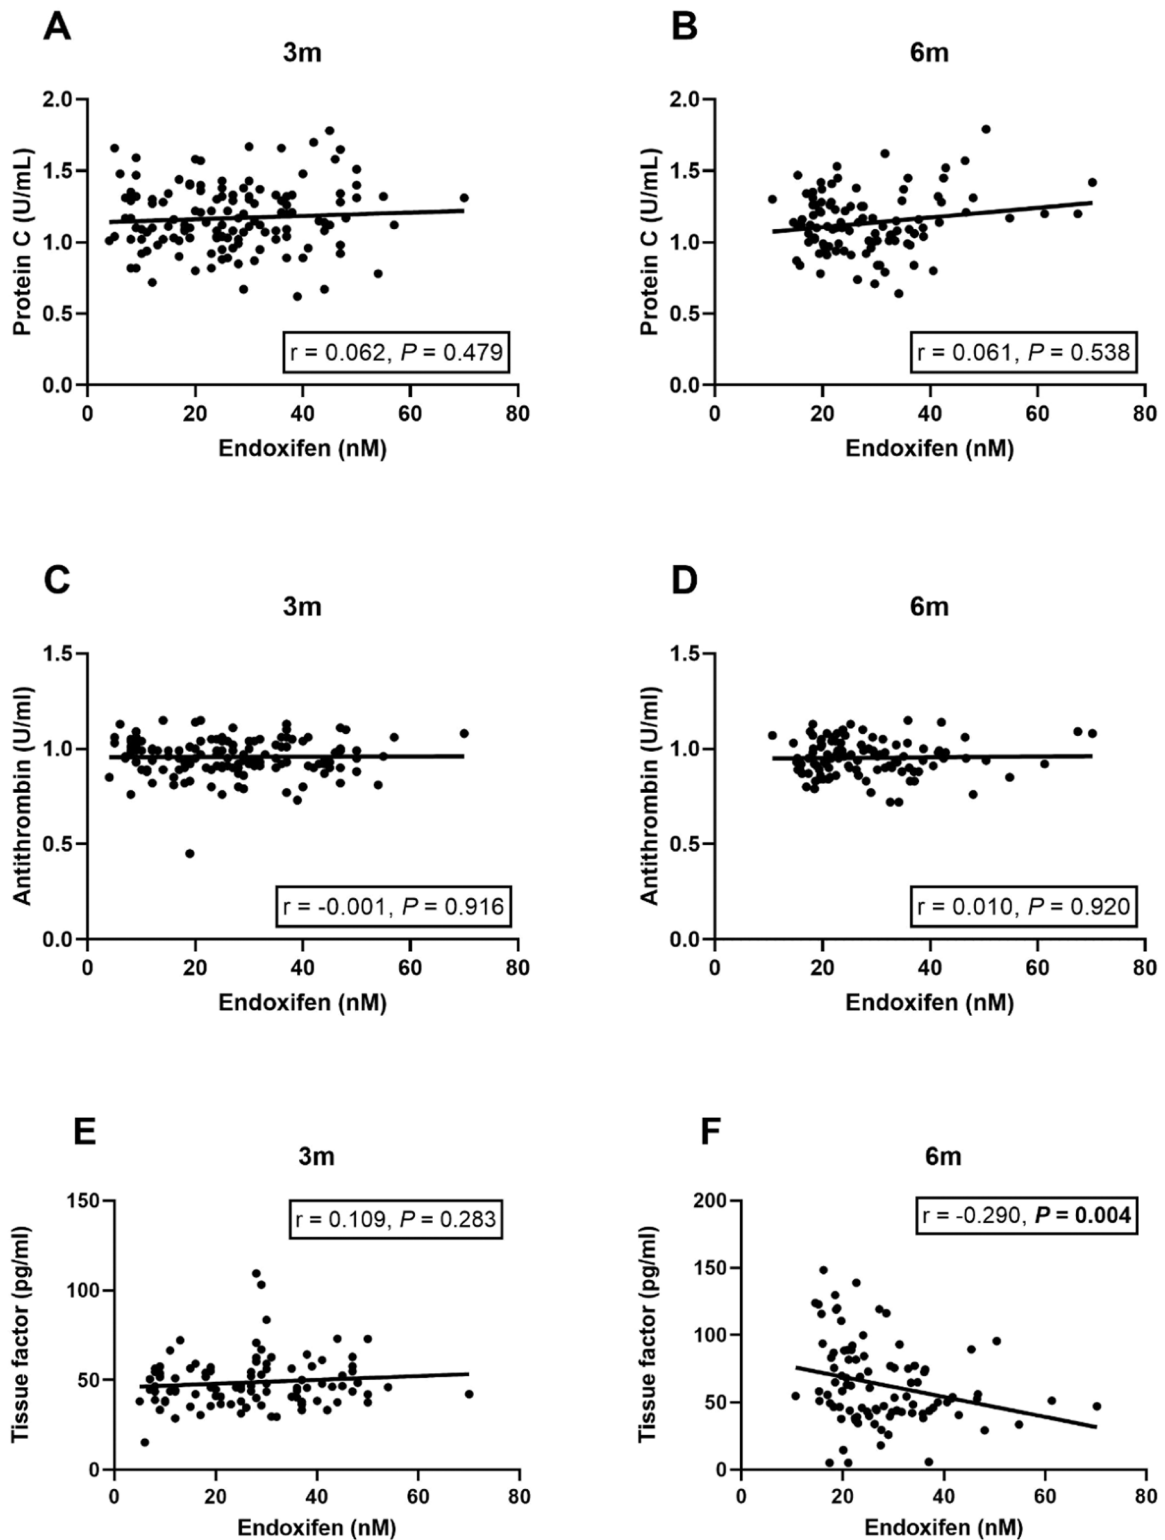 A
3m
2.0
1.5
1.0
0.5
0.0
Protein C (U/mL)
r = 0.062, P = 0.479
0 20 40 60 80
Endoxifen (nM)
B
6m
2.0
1.5
1.0
0.5
0.0
Protein C (U/mL)
r = 0.061, P = 0.538
0 20 40 60 80
Endoxifen (nM)
C
3m
1.5
1.0
0.5
0.0
Antithrombin (U/ml)
r = -0.001, P = 0.916
0 20 40 60 80
Endoxifen (nM)
D
6m
1.5
1.0
0.5
0.0
Antithrombin (U/ml)
r = 0.010, P = 0.920
0 20 40 60 80
Endoxifen (nM)
E
3m
150
100
50
0
Tissue factor (pg/ml)
r = 0.109, P = 0.283
0 20 40 60 80
Endoxifen (nM)
F
6m
200
150
100
50
0
Tissue factor (pg/ml)
r = -0.290, P = 0.004
0 20 40 60 80
Endoxifen (nM)